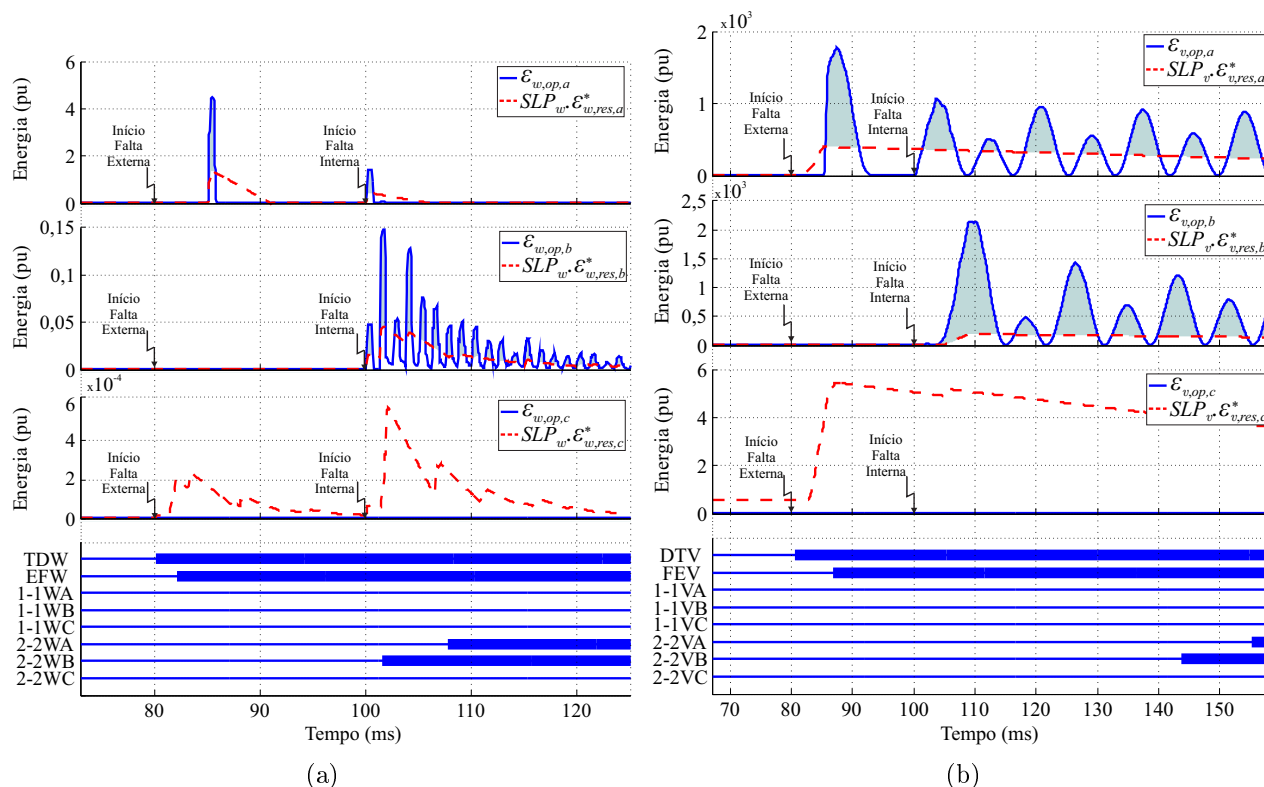 6
4
2
0
Energia (pu)
Início
Falta
Externa
Início
Falta
Interna
ε_{w,op,a}
SLP_w.ε*_{w,res,a}
0,15
0,1
0,05
0
Energia (pu)
Início
Falta
Externa
Início
Falta
Interna
ε_{w,op,b}
SLP_w.ε*_{w,res,b}
x10^{-4}
6
4
2
0
Energia (pu)
Início
Falta
Externa
Início
Falta
Interna
ε_{w,op,c}
SLP_w.ε*_{w,res,c}
TDW
EFW
1-1WA
1-1WB
1-1WC
2-2WA
2-2WB
2-2WC
80 90 100 110 120
Tempo (ms)
(a)
x10^3
2
1
0
Energia (pu)
Início
Falta
Externa
Início
Falta
Interna
ε_{v,op,a}
SLP_v.ε*_{v,res,a}
x10^3
2,5
2
1,5
1
0,5
0
Energia (pu)
Início
Falta
Externa
Início
Falta
Interna
ε_{v,op,b}
SLP_v.ε*_{v,res,b}
6
4
2
0
Energia (pu)
Início
Falta
Externa
Início
Falta
Interna
ε_{v,op,c}
SLP_v.ε*_{v,res,c}
DTV
FEV
1-1VA
1-1VB
1-1VC
2-2VA
2-2VB
2-2VC
70 80 90 100 110 120 130 140 150
Tempo (ms)
(b)